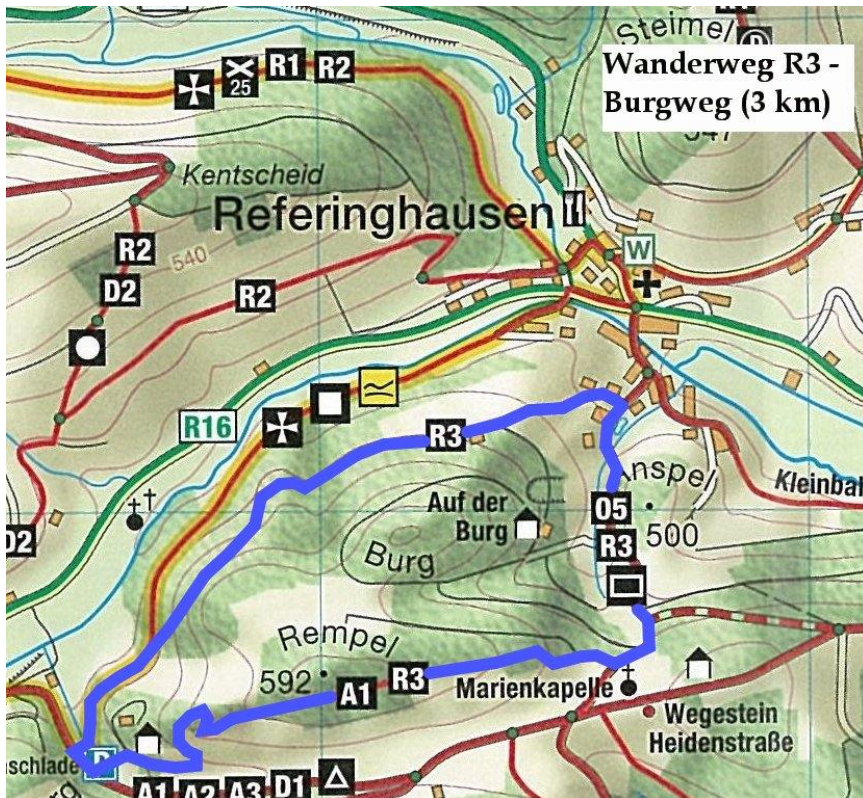 Steimel
Wanderweg R3 -
Burgweg (3 km)
R1
R2
25
Kentscheid
Referinghausen
W
R2
540
D2
R2
R16
R3
Auf der
Burg
Burg
O5
500
Kleinbal
R3
D2
Rempel
592
A1
R3
Marienkapelle
Wegestein
Heidenstraße
P
A1
A2
A3
D1